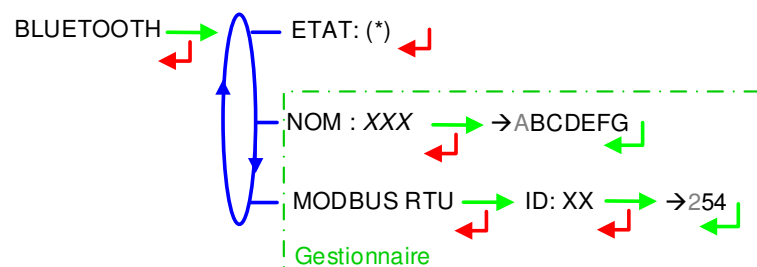 BLUETOOTH ETAT: (*)
NOM : XXX →ABCDEFG
MODBUS RTU ID: XX →254
Gestionnaire